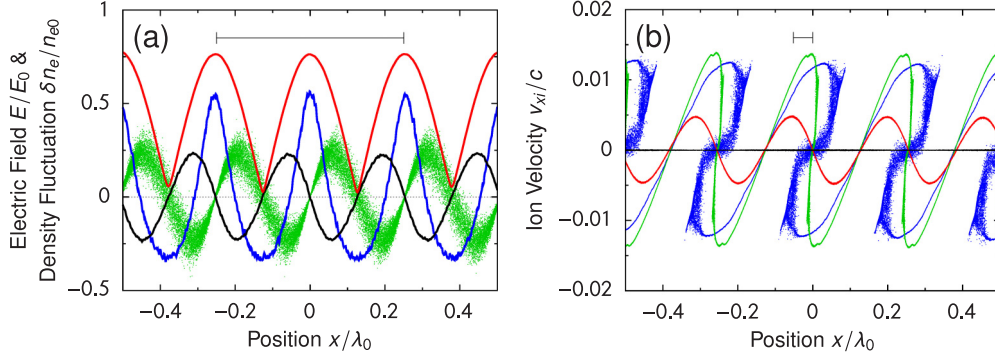 (a)
Electric Field E/E₀ &
Density Fluctuation δnₑ/nₑ₀
1
0.5
0
−0.5
−0.4
−0.2
0
0.2
0.4
Position x/λ₀
(b)
Ion Velocity vₓᵢ/c
0.02
0.01
0
−0.01
−0.02
−0.4
−0.2
0
0.2
0.4
Position x/λ₀